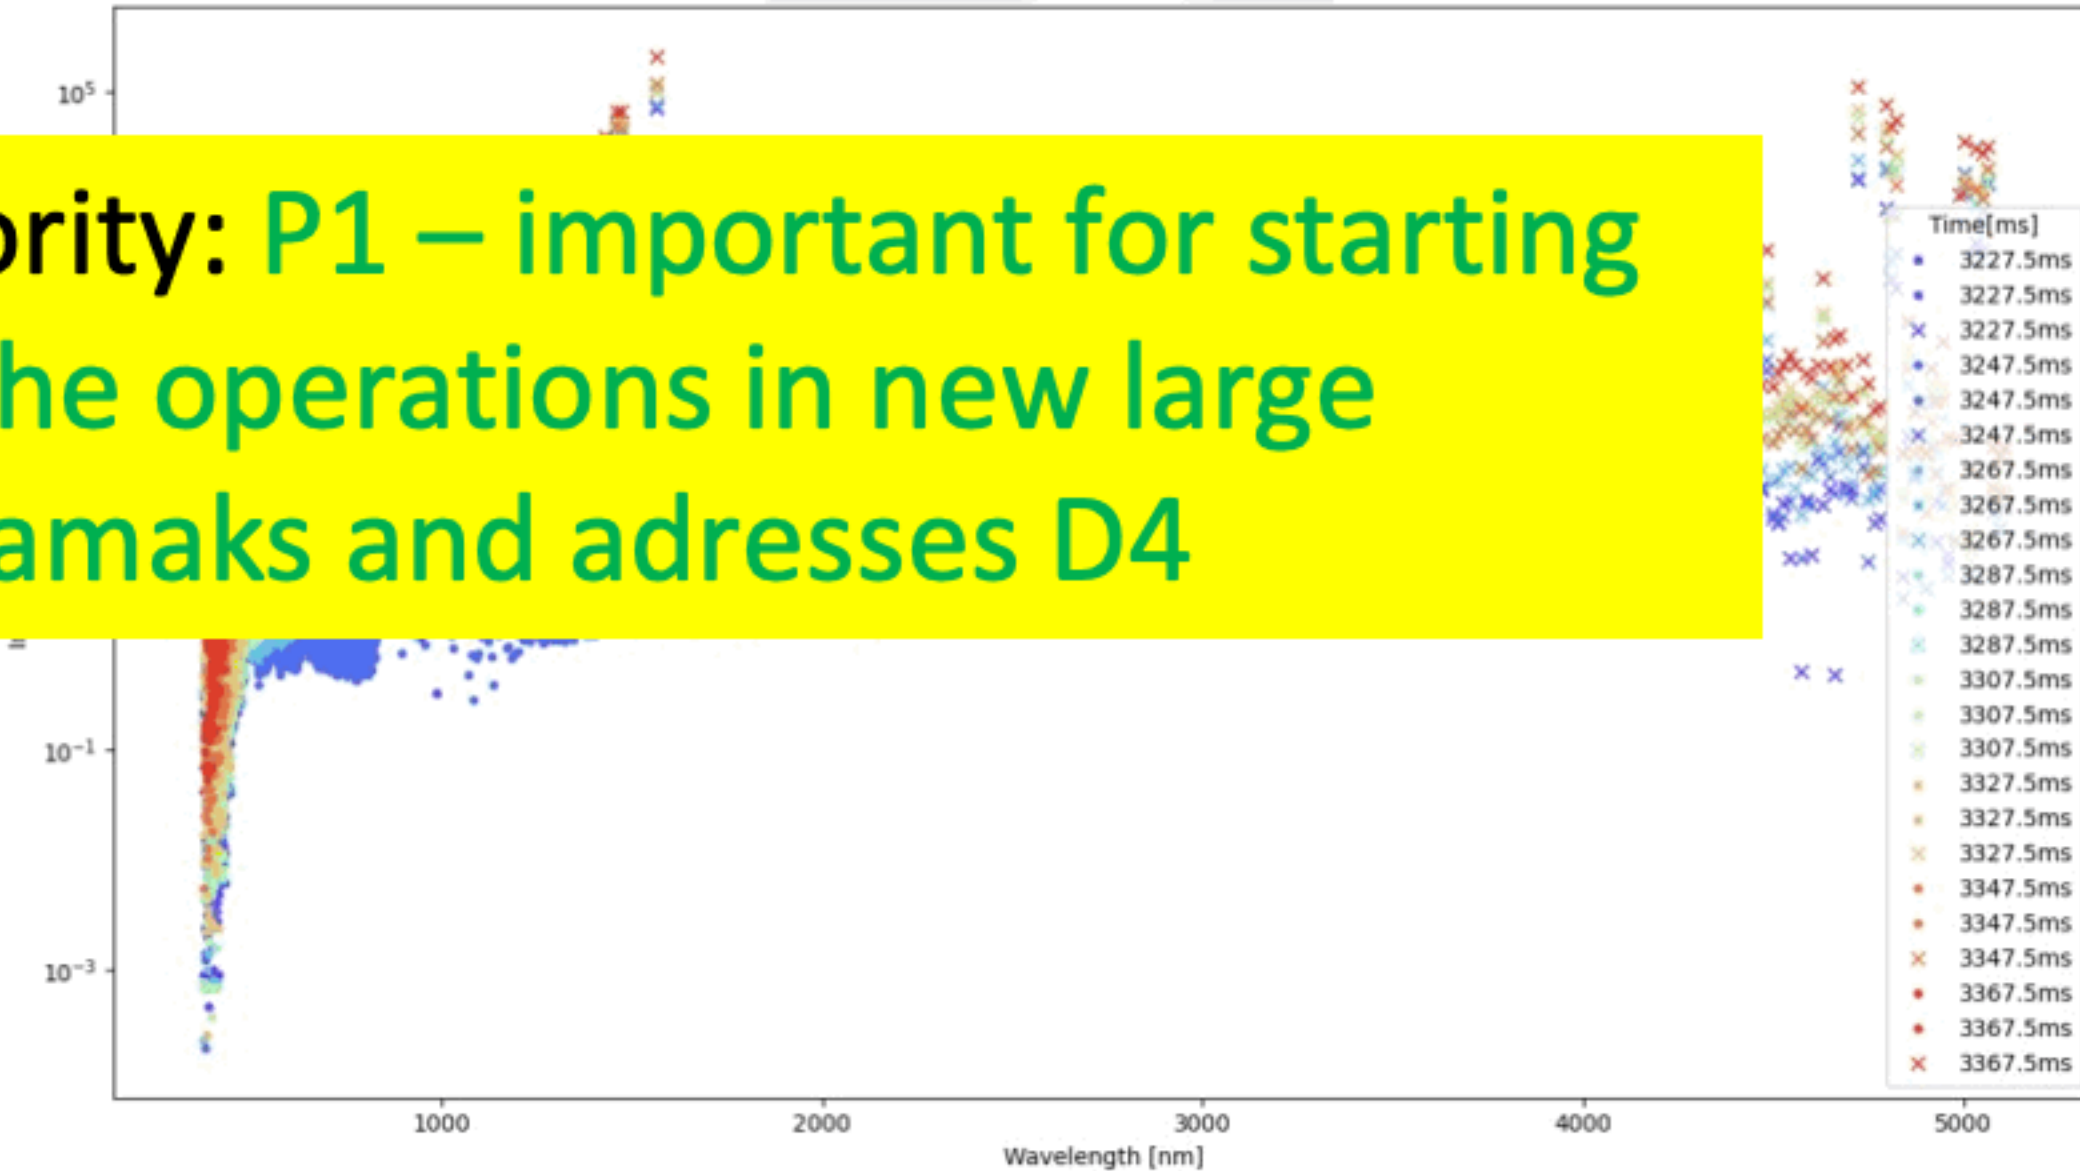 10⁵
ority: P1 – important for starting
he operations in new large
amaks and adresses D4
10⁻¹
10⁻³
1000 2000 3000 4000 5000
Wavelength [nm]
Time[ms]
3227.5ms
3227.5ms
3227.5ms
3247.5ms
3247.5ms
3247.5ms
3267.5ms
3267.5ms
3267.5ms
3287.5ms
3287.5ms
3287.5ms
3307.5ms
3307.5ms
3307.5ms
3327.5ms
3327.5ms
3327.5ms
3347.5ms
3347.5ms
3347.5ms
3367.5ms
3367.5ms
3367.5ms